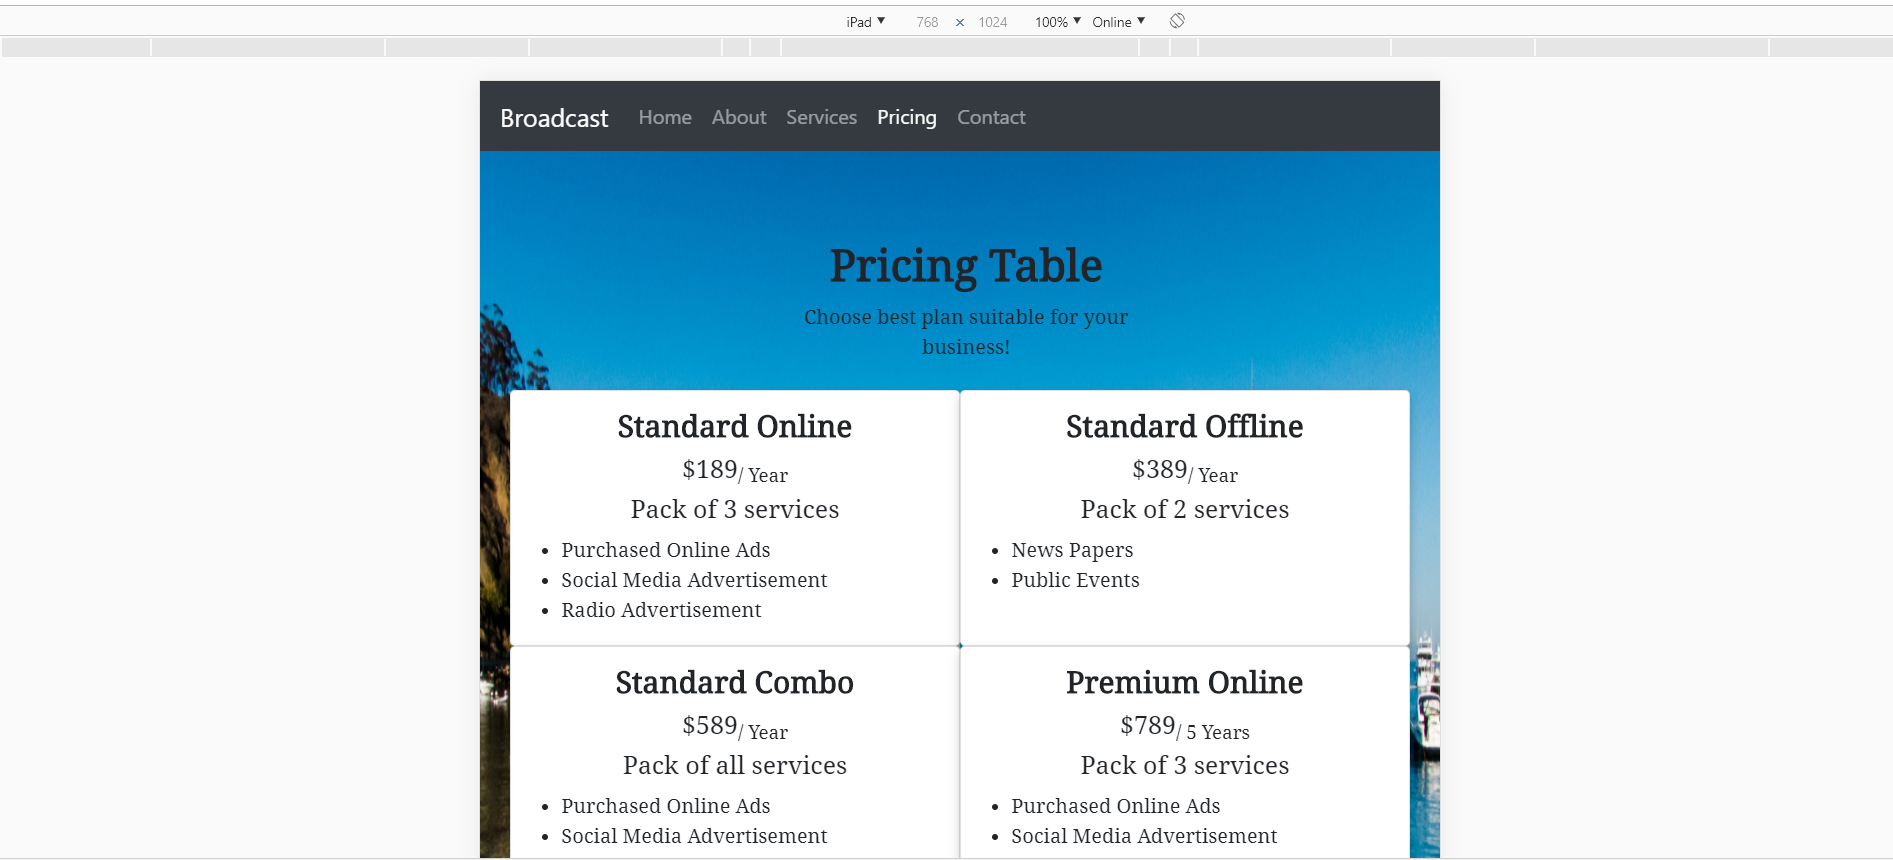 iPad ▼ 768 × 1024 100% ▼ Online ▼
Broadcast Home About Services Pricing Contact
Pricing Table
Choose best plan suitable for your
business!
Standard Online
$189/ Year
Pack of 3 services
• Purchased Online Ads
• Social Media Advertisement
• Radio Advertisement
Standard Offline
$389/ Year
Pack of 2 services
• News Papers
• Public Events
Standard Combo
$589/ Year
Pack of all services
• Purchased Online Ads
• Social Media Advertisement
Premium Online
$789/ 5 Years
Pack of 3 services
• Purchased Online Ads
• Social Media Advertisement